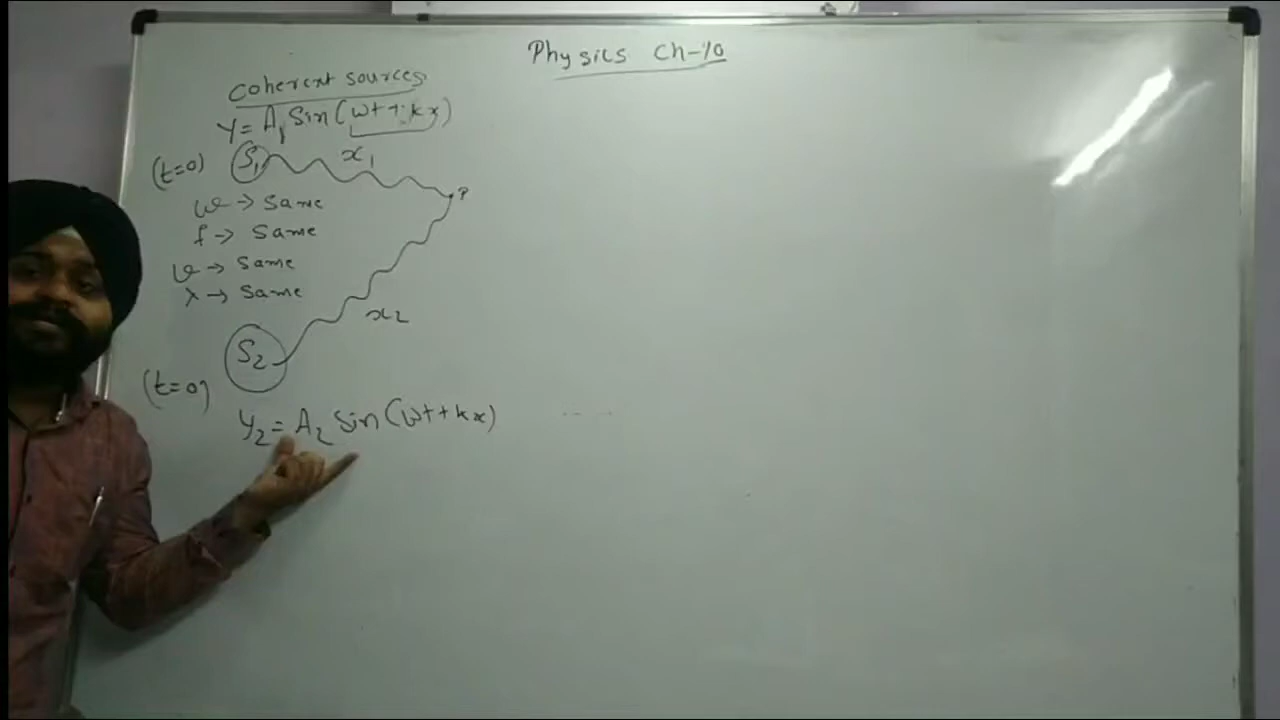 Physics Ch-10
Coherent sources
Y = A₁ Sin(ωt + kx)
(t=0) S₁ x₁ P
ω → Same
f → Same
v → Same
λ → Same
x₂
S₂
(t=0)
y₂ = A₂ Sin(ωt + kx)